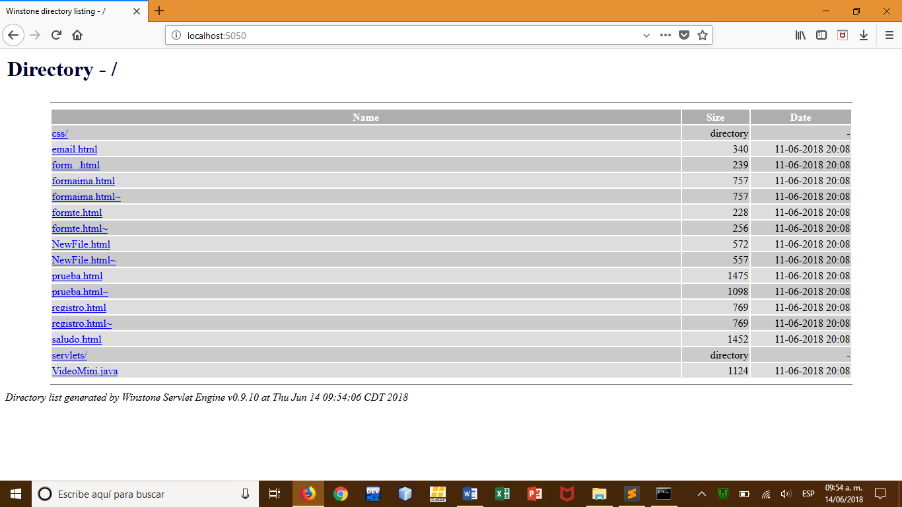 Winstone directory listing - /
localhost:5050
Directory - /
Name Size Date
css/ directory -
email.html 340 11-06-2018 20:08
form_.html 239 11-06-2018 20:08
formaima.html 757 11-06-2018 20:08
formaima.html~ 757 11-06-2018 20:08
formte.html 228 11-06-2018 20:08
formte.html~ 256 11-06-2018 20:08
NewFile.html 572 11-06-2018 20:08
NewFile.html~ 557 11-06-2018 20:08
prueba.html 1475 11-06-2018 20:08
prueba.html~ 1098 11-06-2018 20:08
registro.html 769 11-06-2018 20:08
registro.html~ 769 11-06-2018 20:08
saludo.html 1452 11-06-2018 20:08
servlets/ directory -
VideoMini.java 1124 11-06-2018 20:08
Directory list generated by Winstone Servlet Engine v0.9.10 at Thu Jun 14 09:54:06 CDT 2018
Escribe aquí para buscar
DEV
ESP
09:54 a. m.
14/06/2018